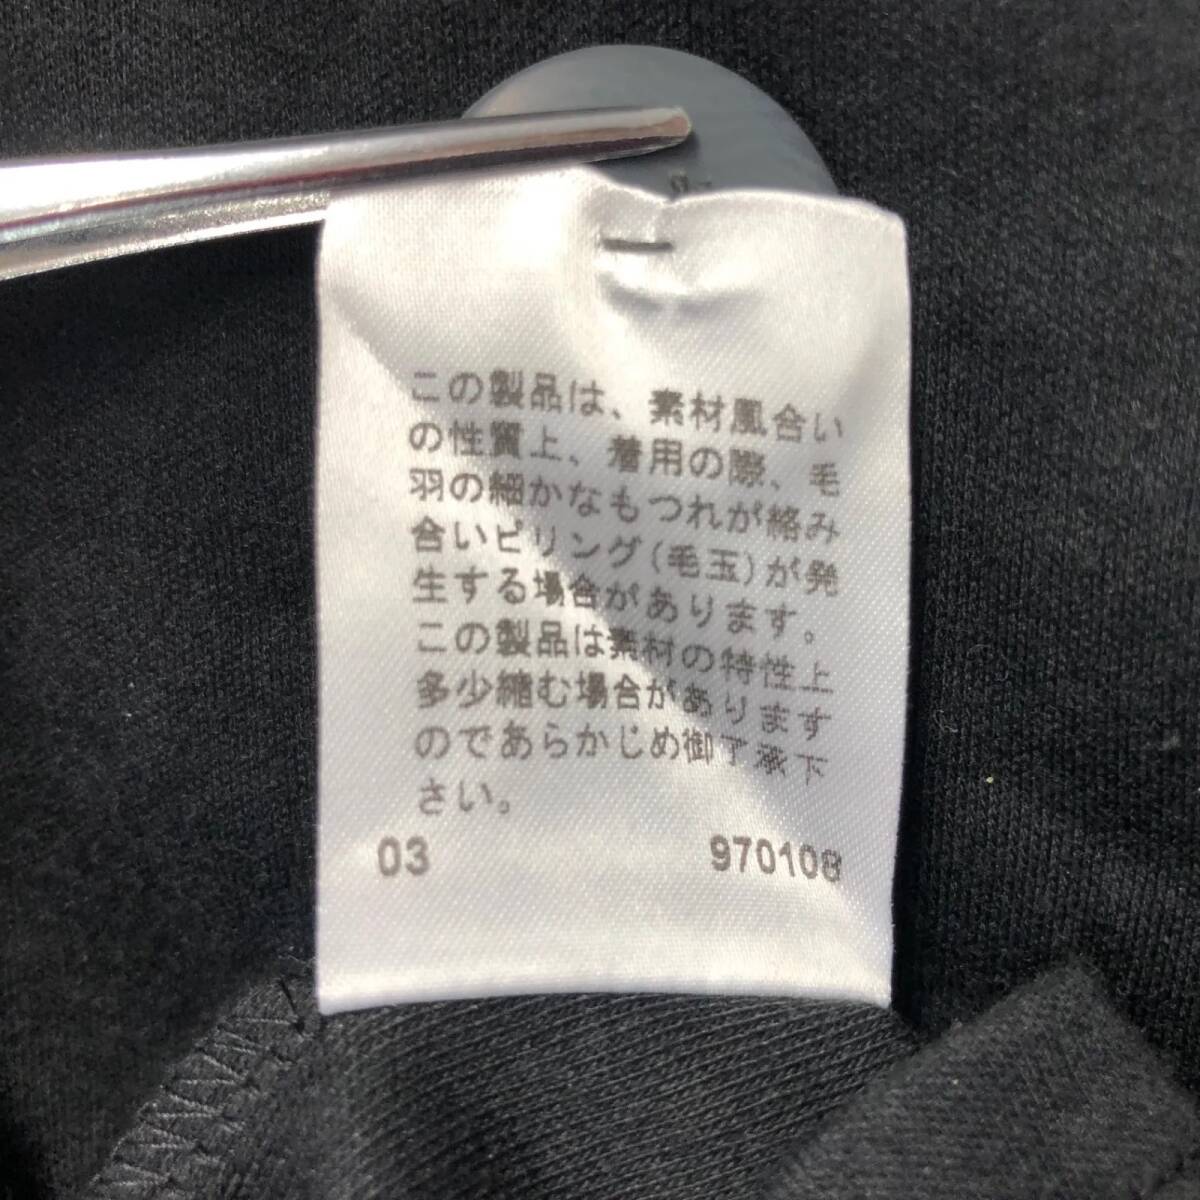 この製品は、素材風合い
の性質上、着用の際、毛
羽の細かなもつれが絡み
合いピリング(毛玉)が発
生する場合があります。
この製品は素材の特性上
多少縮む場合があります
のであらかじめ御了承下
さい。
03 970108